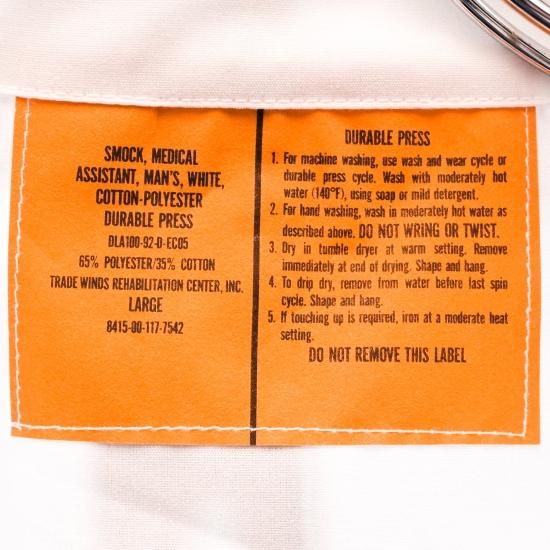 SMOCK, MEDICAL
ASSISTANT, MAN'S, WHITE,
COTTON-POLYESTER
DURABLE PRESS
DLA100-92-D-EC05
65% POLYESTER/35% COTTON
TRADE WINDS REHABILITATION CENTER, INC.
LARGE
8415-00-117-7542
DURABLE PRESS
1. For machine washing, use wash and wear cycle or
durable press cycle. Wash with moderately hot
water (140°F), using soap or mild detergent.
2. For hand washing, wash in moderately hot water as
described above. DO NOT WRING OR TWIST.
3. Dry in tumble dryer at warm setting. Remove
immediately at end of drying. Shape and hang.
4. To drip dry, remove from water before last spin
cycle. Shape and hang.
5. If touching up is required, iron at a moderate heat
setting.
DO NOT REMOVE THIS LABEL